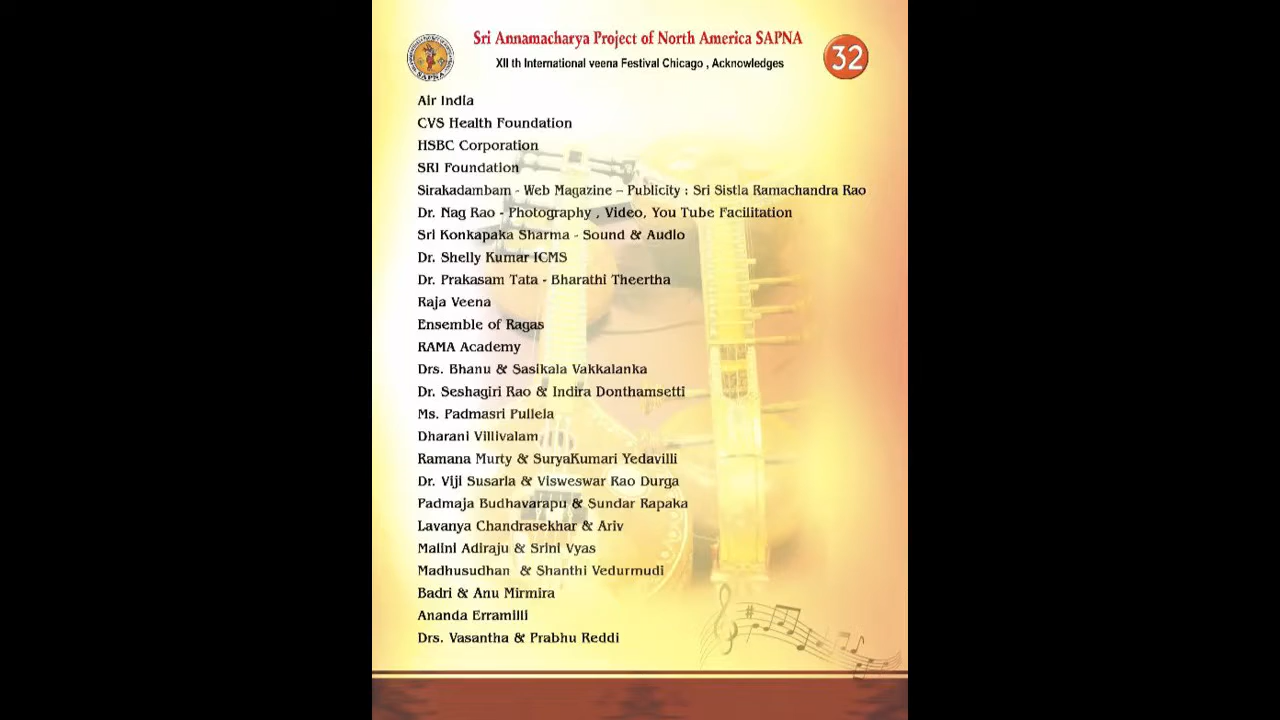 Sri Annamacharya Project of North America SAPNA
XII th International veena Festival Chicago , Acknowledges
32
SAPNA
Air India
CVS Health Foundation
HSBC Corporation
SRI Foundation
Sirakadambam - Web Magazine – Publicity : Sri Sistla Ramachandra Rao
Dr. Nag Rao - Photography , Video, You Tube Facilitation
Sri Konkapaka Sharma - Sound & Audio
Dr. Shelly Kumar ICMS
Dr. Prakasam Tata - Bharathi Theertha
Raja Veena
Ensemble of Ragas
RAMA Academy
Drs. Bhanu & Sasikala Vakkalanka
Dr. Seshagiri Rao & Indira Donthamsetti
Ms. Padmasri Pullela
Dharani Villivalam
Ramana Murty & SuryaKumari Yedavilli
Dr. Viji Susarla & Visweswar Rao Durga
Padmaja Budhavarapu & Sundar Rapaka
Lavanya Chandrasekhar & Ariv
Malini Adiraju & Srini Vyas
Madhusudhan & Shanthi Vedurmudi
Badri & Anu Mirmira
Ananda Erramilli
Drs. Vasantha & Prabhu Reddi